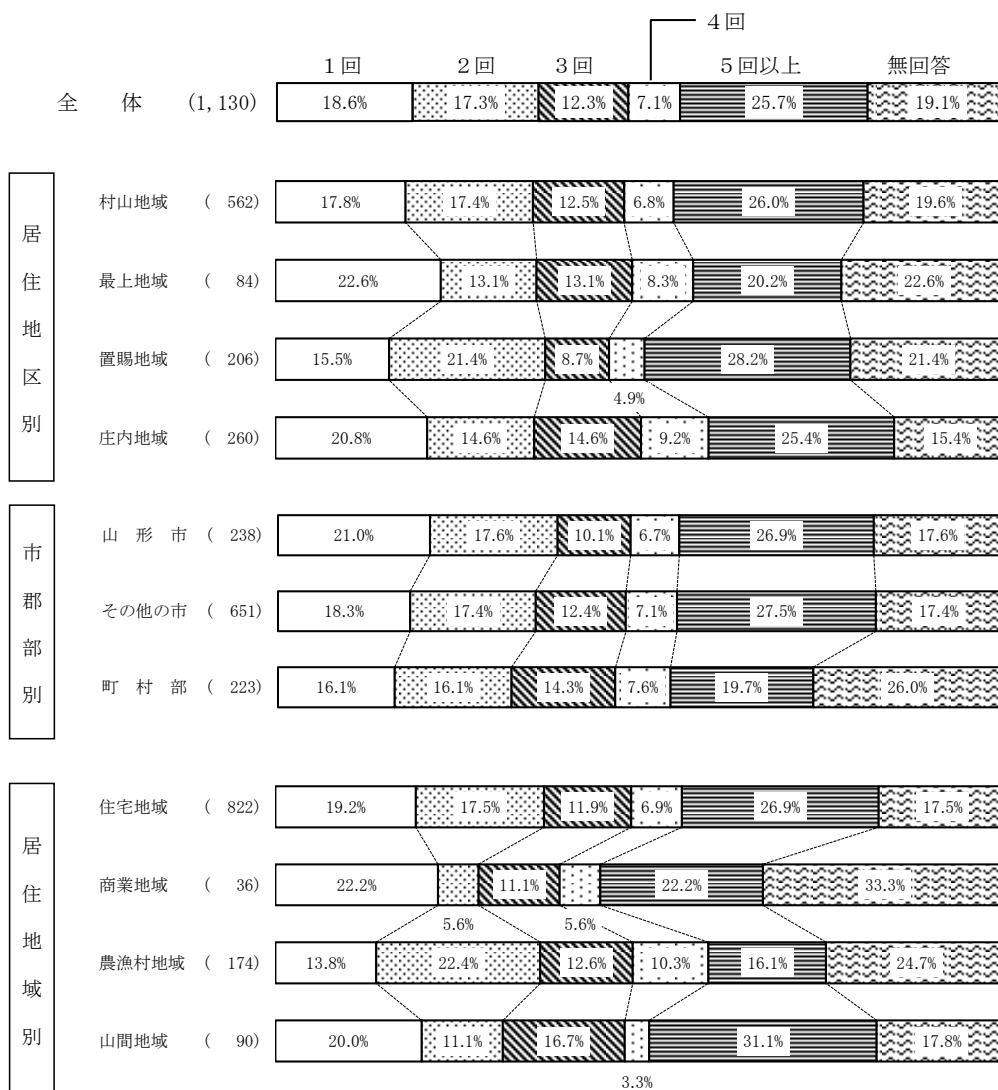 ４回
１回 ２回 ３回 ５回以上 無回答
全 体 (1,130) 18.6% 17.3% 12.3% 7.1% 25.7% 19.1%
居住地区別
村山地域 ( 562) 17.8% 17.4% 12.5% 6.8% 26.0% 19.6%
最上地域 ( 84) 22.6% 13.1% 13.1% 8.3% 20.2% 22.6%
置賜地域 ( 206) 15.5% 21.4% 8.7% 28.2% 21.4%
4.9%
庄内地域 ( 260) 20.8% 14.6% 14.6% 9.2% 25.4% 15.4%
市郡部別
山 形 市 ( 238) 21.0% 17.6% 10.1% 6.7% 26.9% 17.6%
その他の市 ( 651) 18.3% 17.4% 12.4% 7.1% 27.5% 17.4%
町 村 部 ( 223) 16.1% 16.1% 14.3% 7.6% 19.7% 26.0%
居住地域別
住宅地域 ( 822) 19.2% 17.5% 11.9% 6.9% 26.9% 17.5%
商業地域 ( 36) 22.2% 11.1% 22.2% 33.3%
5.6% 5.6%
農漁村地域 ( 174) 13.8% 22.4% 12.6% 10.3% 16.1% 24.7%
山間地域 ( 90) 20.0% 11.1% 16.7% 31.1% 17.8%
3.3%